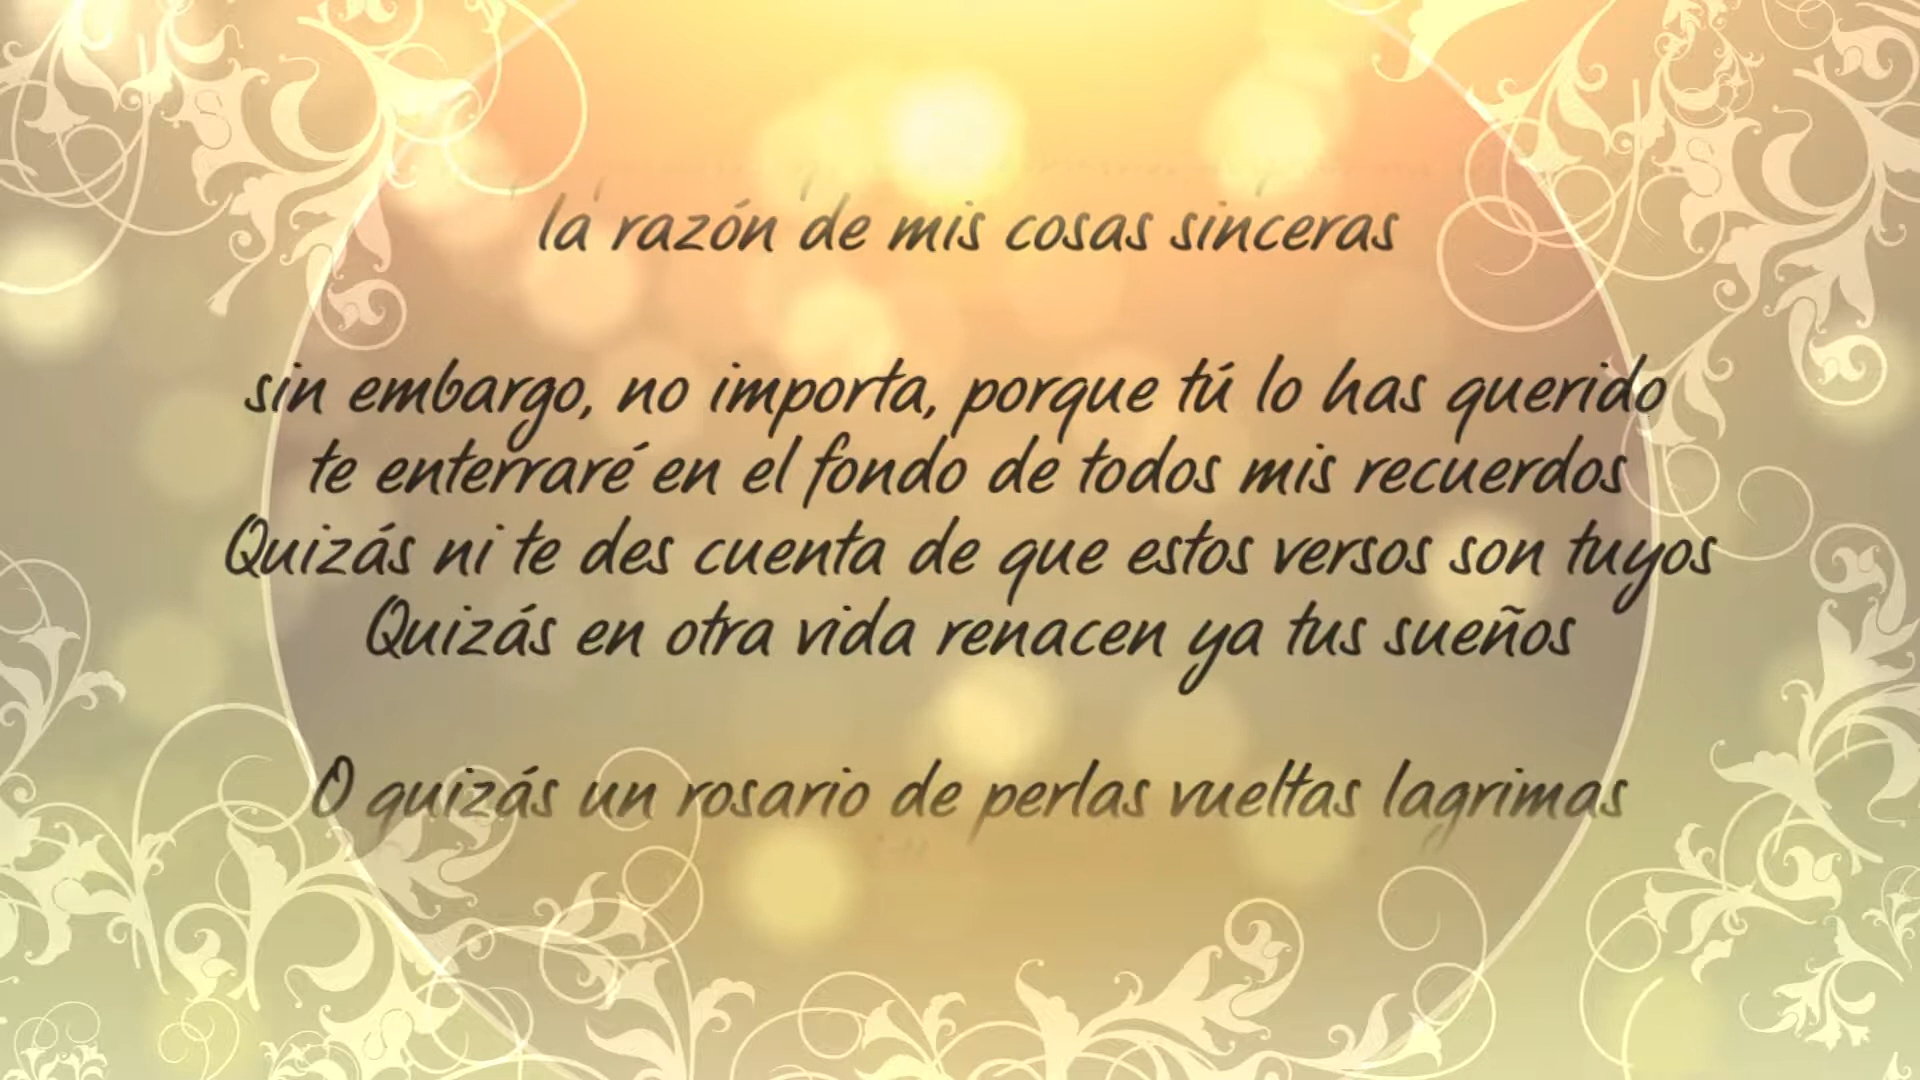 la razón de mis cosas sinceras
sin embargo, no importa, porque tú lo has querido
te enterraré en el fondo de todos mis recuerdos
Quizás ni te des cuenta de que estos versos son tuyos
Quizás en otra vida renacen ya tus sueños
O quizás un rosario de perlas vueltas lagrimas